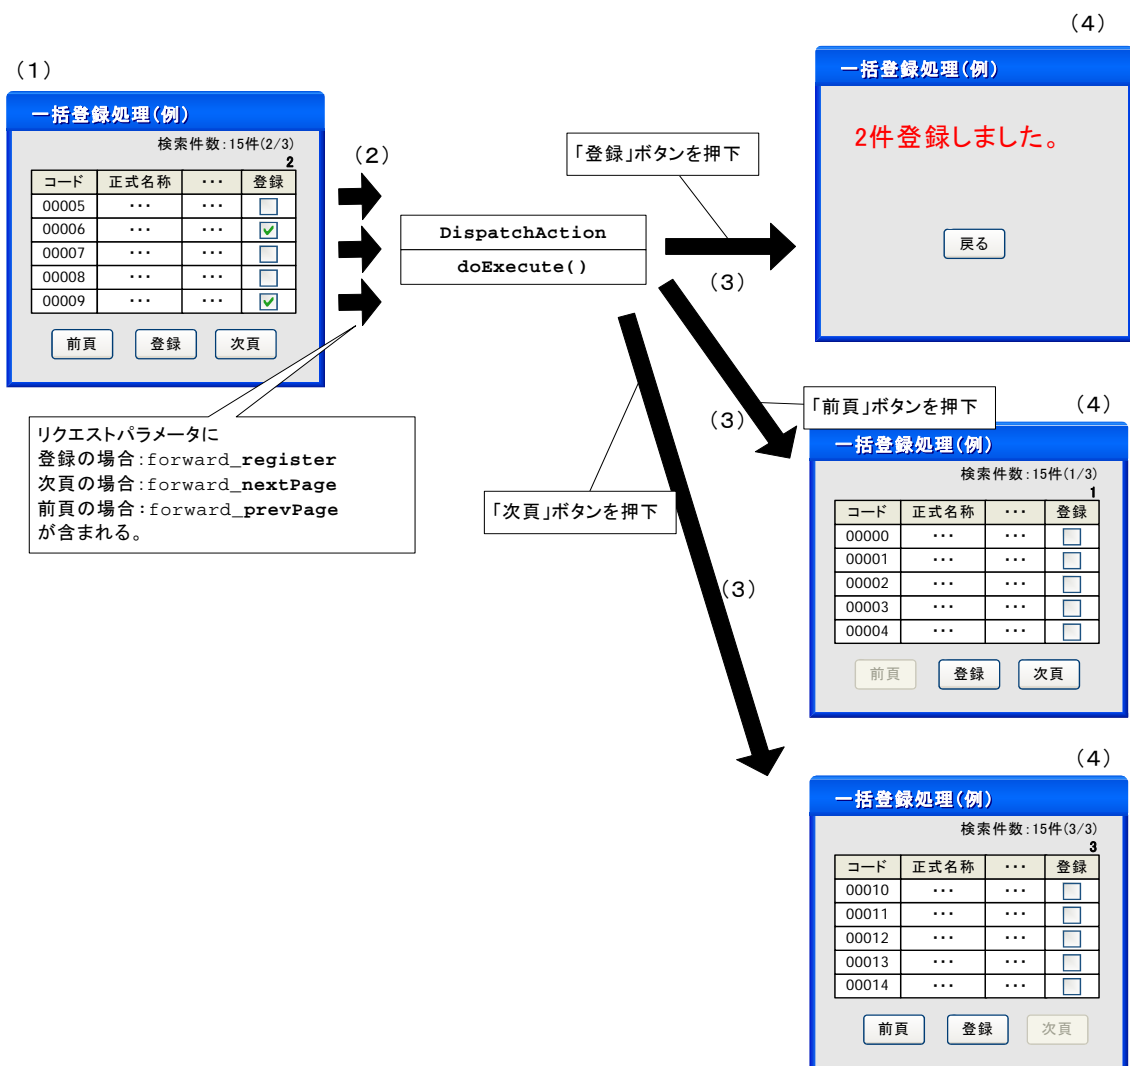 (1)
一括登録処理(例)
検索件数:15件(2/3)
2
コード 正式名称 ・・・ 登録
00005 ・・・ ・・・
00006 ・・・ ・・・
00007 ・・・ ・・・
00008 ・・・ ・・・
00009 ・・・ ・・・
前頁 登録 次頁
リクエストパラメータに
登録の場合:forward_register
次頁の場合:forward_nextPage
前頁の場合:forward_prevPage
が含まれる。
(2)
DispatchAction
doExecute()
「登録」ボタンを押下
(3)
(4)
一括登録処理(例)
2件登録しました。
戻る
「前頁」ボタンを押下
(3)
(4)
一括登録処理(例)
検索件数:15件(1/3)
1
コード 正式名称 ・・・ 登録
00000 ・・・ ・・・
00001 ・・・ ・・・
00002 ・・・ ・・・
00003 ・・・ ・・・
00004 ・・・ ・・・
前頁 登録 次頁
「次頁」ボタンを押下
(3)
(4)
一括登録処理(例)
検索件数:15件(3/3)
3
コード 正式名称 ・・・ 登録
00010 ・・・ ・・・
00011 ・・・ ・・・
00012 ・・・ ・・・
00013 ・・・ ・・・
00014 ・・・ ・・・
前頁 登録 次頁